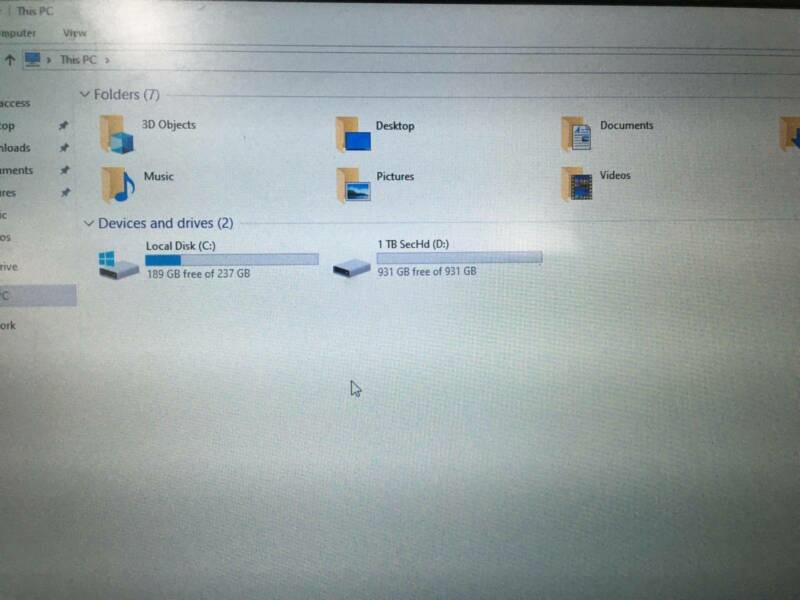 This PC
mputer View
This PC
access
Folders (7)
top
3D Objects Desktop Documents
nloads
uments
Music Pictures Videos
ures
ic
Devices and drives (2)
os
Local Disk (C:) 1 TB SecHd (D:)
rive
189 GB free of 237 GB 931 GB free of 931 GB
PC
ork